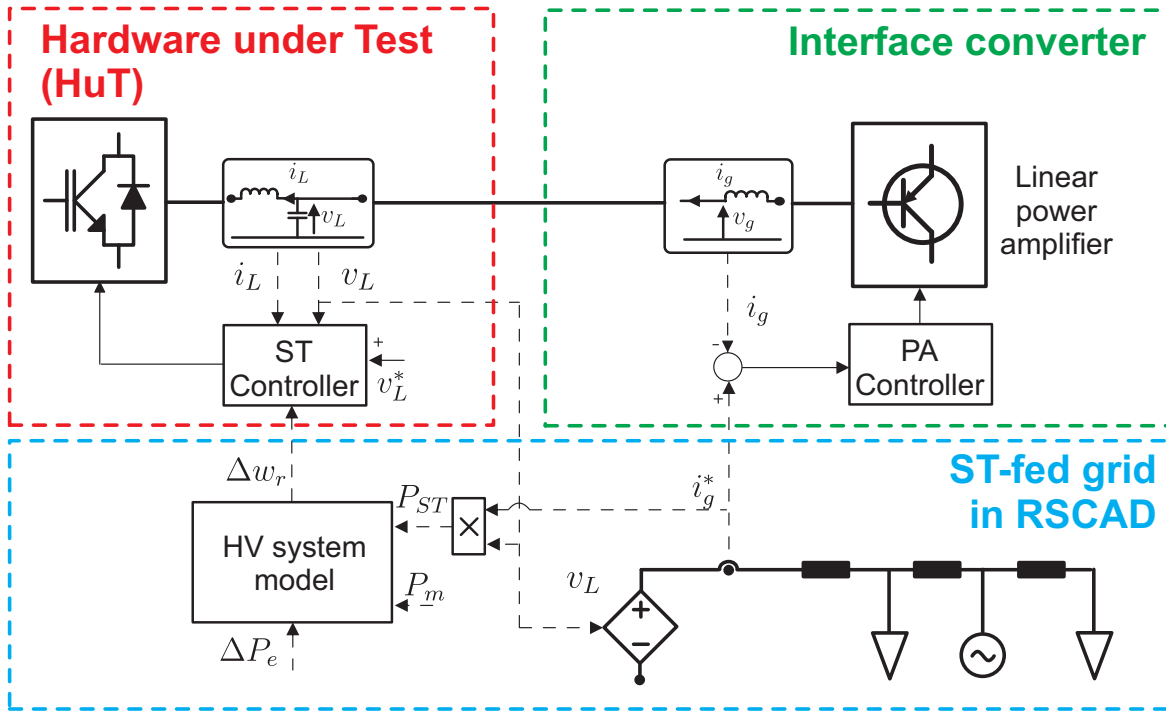 Hardware under Test
(HuT)
Interface converter
i_L
v_L
i_g
v_g
Linear
power
amplifier
i_L
v_L
i_g
ST
Controller
+
v_L^*
-
+
PA
Controller
ST-fed grid
in RSCAD
Δw_r
P_ST
×
i_g^*
HV system
model
P_m
v_L
+
−
ΔP_e